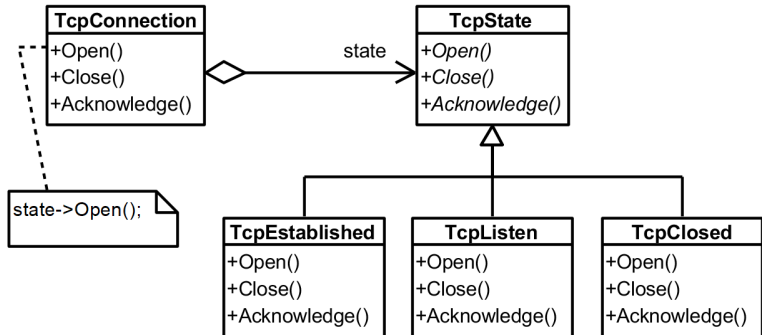 TcpConnection
+Open()
+Close()
+Acknowledge()
state
TcpState
+Open()
+Close()
+Acknowledge()
state->Open();
TcpEstablished
+Open()
+Close()
+Acknowledge()
TcpListen
+Open()
+Close()
+Acknowledge()
TcpClosed
+Open()
+Close()
+Acknowledge()